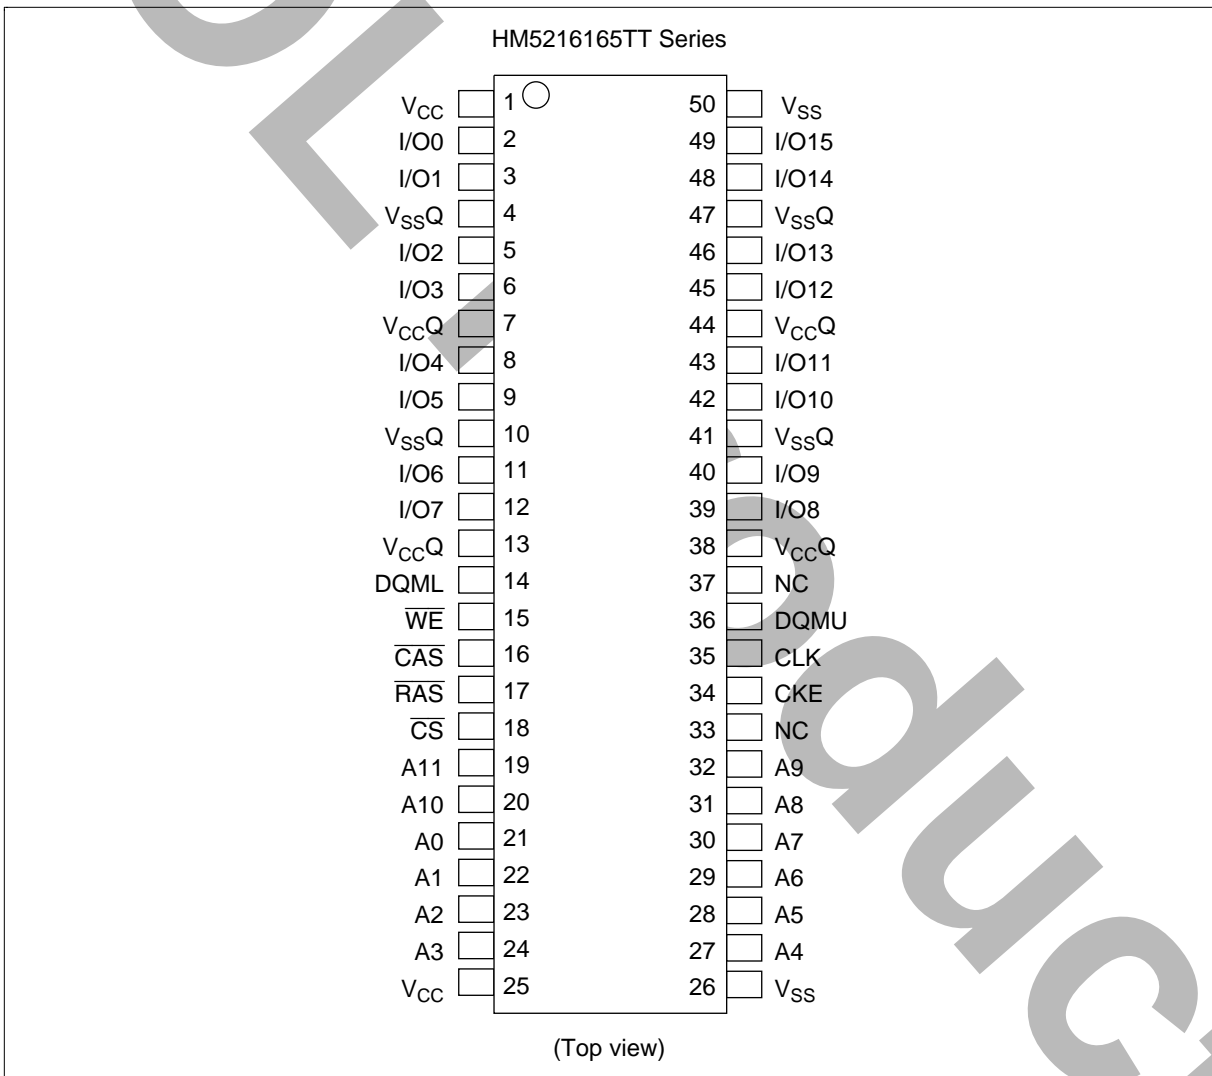 HM5216165TT Series
VCC 1 50 VSS
I/O0 2 49 I/O15
I/O1 3 48 I/O14
VSSQ 4 47 VSSQ
I/O2 5 46 I/O13
I/O3 6 45 I/O12
VCCQ 7 44 VCCQ
I/O4 8 43 I/O11
I/O5 9 42 I/O10
VSSQ 10 41 VSSQ
I/O6 11 40 I/O9
I/O7 12 39 I/O8
VCCQ 13 38 VCCQ
DQML 14 37 NC
W̅E̅ 15 36 DQMU
C̅A̅S̅ 16 35 CLK
R̅A̅S̅ 17 34 CKE
C̅S̅ 18 33 NC
A11 19 32 A9
A10 20 31 A8
A0 21 30 A7
A1 22 29 A6
A2 23 28 A5
A3 24 27 A4
VCC 25 26 VSS
(Top view)